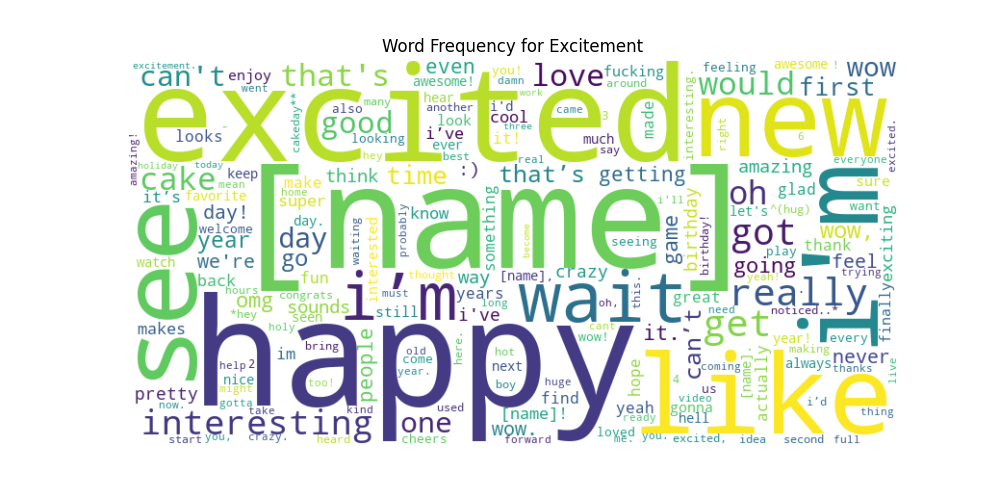 Word Frequency for Excitement
excitement.
can't
enjoy
that's
even
you!
love
fucking
feeling
awesome
!
wow
went
awesome!
damn
around
would
first
excited
new
also
many
hear
another
i'd
work
came
made
interesting.
looks
-
cakeday**
good
looking
look
i've
ever
cool
three
it!
3
much
say
right
6
excited.
amazing!
hey
best
real
holiday
today
keep
think
time
:)
that's
getting
amazing
everyone
cake
mean
home
make
super
[name]
i'll
oh
glad
sure
it's
favorite
see
day!
welcome
year
day
go
waiting
interested
probably
know
something
become
seeing
game
birthday
birthday!
let's
^(hug)
want
got
play
wow,
thank
i'm
exciting
watch
we're
back
fun
thought
way
[name],
crazy
this.
going
yeah!
feel
trying
hours
congrats
omg
sounds
i'm
years
wait
great
really
finally
*hey
seen
must
still
i've
long
oh,
it.
need
noticed..*
makes
holy
happy
people
here.
cant
wow!
get
can't
year!
every
im
bring
old
come
hot
next
making
never
help
2
nice
year.
boy
huge
hope
like
us
coming
[name].
actually
always
thanks
live
pretty
might
too!
find
4
video
i'd
now.
gotta
take
kind
used
[name]!
yeah
ready
gonna
hell
thing
interesting
one
wow.
loved
me.
start
you,
crazy.
heard
cheers
forward
you.
excited,
idea
second
full